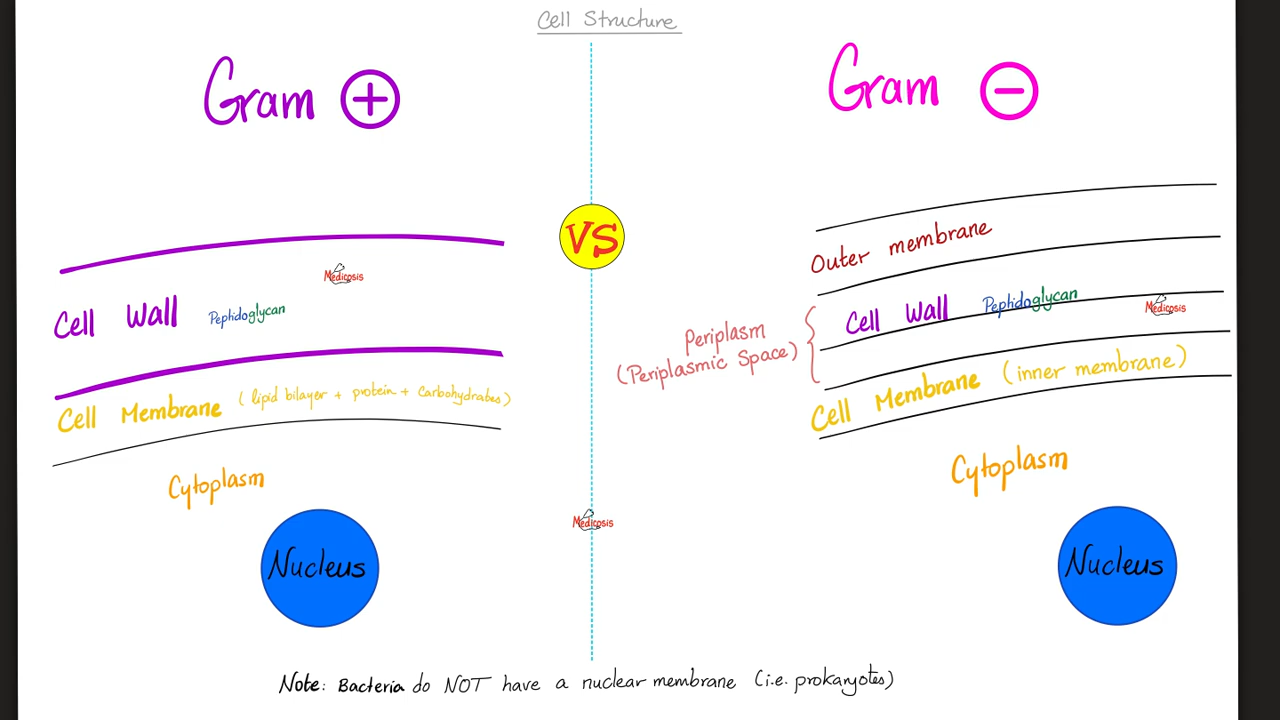 Cell Structure
Gram +
Cell Wall Peptidoglycan
Medicosis
Cell Membrane (lipid bilayer + protein + Carbohydrates)
Cytoplasm
Nucleus
VS
Medicosis
Gram −
Outer membrane
Cell Wall Peptidoglycan
Medicosis
Periplasm
(Periplasmic Space)
Cell Membrane (inner membrane)
Cytoplasm
Nucleus
Note: Bacteria do NOT have a nuclear membrane (i.e. prokaryotes)